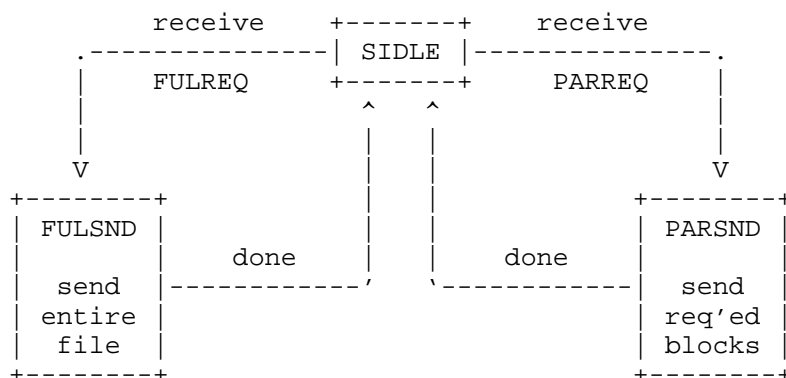 receive receive
SIDLE
FULREQ PARREQ
FULSND PARSND
done done
send send
entire req'ed
file blocks